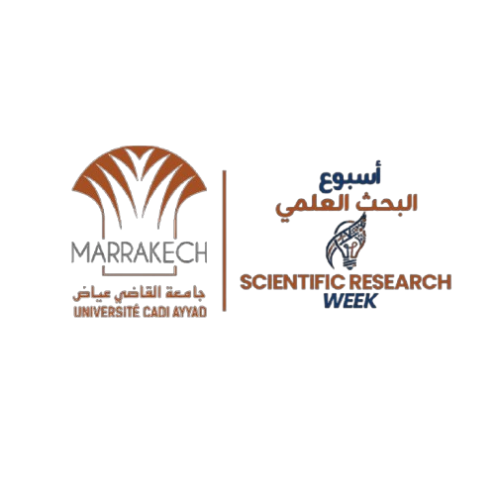 MARRAKECH
جامعة القاضي عياض
UNIVERSITÉ CADI AYYAD
أسبوع
البحث العلمي
SCIENTIFIC RESEARCH
WEEK